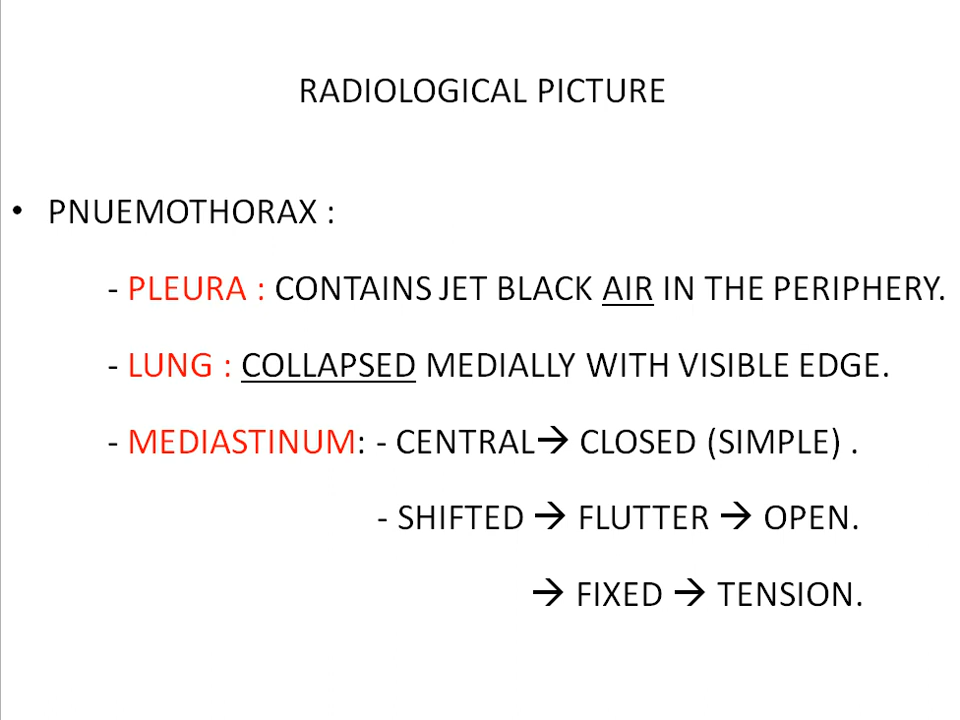 RADIOLOGICAL PICTURE
• PNUEMOTHORAX :
- PLEURA : CONTAINS JET BLACK AIR IN THE PERIPHERY.
- LUNG : COLLAPSED MEDIALLY WITH VISIBLE EDGE.
- MEDIASTINUM: - CENTRAL→ CLOSED (SIMPLE) .
- SHIFTED → FLUTTER → OPEN.
→ FIXED → TENSION.